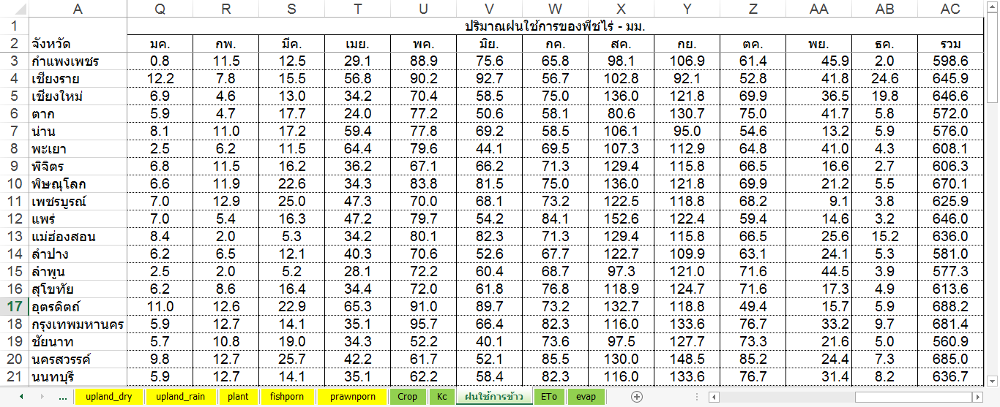 A Q R S T U V W X Y Z AA AB AC
1 ปริมาณฝนใช้การของพืชไร่ - มม.
2 จังหวัด มค. กพ. มีค. เมย. พค. มิย. กค. สค. กย. ตค. พย. ธค. รวม
3 กำแพงเพชร 0.8 11.5 12.5 29.1 88.9 75.6 65.8 98.1 106.9 61.4 45.9 2.0 598.6
4 เชียงราย 12.2 7.8 15.5 56.8 90.2 92.7 56.7 102.8 92.1 52.8 41.8 24.6 645.9
5 เชียงใหม่ 6.9 4.6 13.0 34.2 70.4 58.5 75.0 136.0 121.8 69.9 36.5 19.8 646.6
6 ตาก 5.9 4.7 17.7 24.0 77.2 50.6 58.1 80.6 130.7 75.0 41.7 5.8 572.0
7 น่าน 8.1 11.0 17.2 59.4 77.8 69.2 58.5 106.1 95.0 54.6 13.2 5.9 576.0
8 พะเยา 2.5 6.2 11.5 64.4 79.6 44.1 69.5 107.3 112.9 64.8 41.0 4.3 608.1
9 พิจิตร 6.8 11.5 16.2 36.2 67.1 66.2 71.3 129.4 115.8 66.5 16.6 2.7 606.3
10 พิษณุโลก 6.6 11.9 22.6 34.3 83.8 81.5 75.0 136.0 121.8 69.9 21.2 5.5 670.1
11 เพชรบูรณ์ 7.0 12.9 25.0 47.3 70.0 68.1 73.2 122.5 118.8 68.2 9.1 3.8 625.9
12 แพร่ 7.0 5.4 16.3 47.2 79.7 54.2 84.1 152.6 122.4 59.4 14.6 3.2 646.0
13 แม่ฮ่องสอน 8.4 2.0 5.3 34.2 80.1 82.3 71.3 129.4 115.8 66.5 25.6 15.2 636.0
14 ลำปาง 6.2 6.5 12.1 40.3 70.6 52.6 67.7 122.7 109.9 63.1 24.1 5.3 581.0
15 ลำพูน 2.5 2.0 5.2 28.1 72.2 60.4 68.7 97.3 121.0 71.6 44.5 3.9 577.3
16 สุโขทัย 6.2 8.6 16.4 34.4 72.0 61.8 76.8 118.9 124.7 71.6 17.3 4.9 613.6
17 อุตรดิตถ์ 11.0 12.6 22.9 65.3 91.0 89.7 73.2 132.7 118.8 49.4 15.7 5.9 688.2
18 กรุงเทพมหานคร 5.9 12.7 14.1 35.1 95.7 66.4 82.3 116.0 133.6 76.7 33.2 9.7 681.4
19 ชัยนาท 5.7 10.8 19.0 34.3 52.2 40.1 73.6 97.5 127.7 73.3 21.6 5.0 560.9
20 นครสวรรค์ 9.8 12.7 25.7 42.2 61.7 52.1 85.5 130.0 148.5 85.2 24.4 7.3 685.0
21 นนทบุรี 5.9 12.7 14.1 35.1 62.2 58.4 82.3 116.0 133.6 76.7 31.4 8.2 636.7
... upland_dry upland_rain plant fishporn prawnporn Crop Kc ฝนใช้การข้าว ETo evap